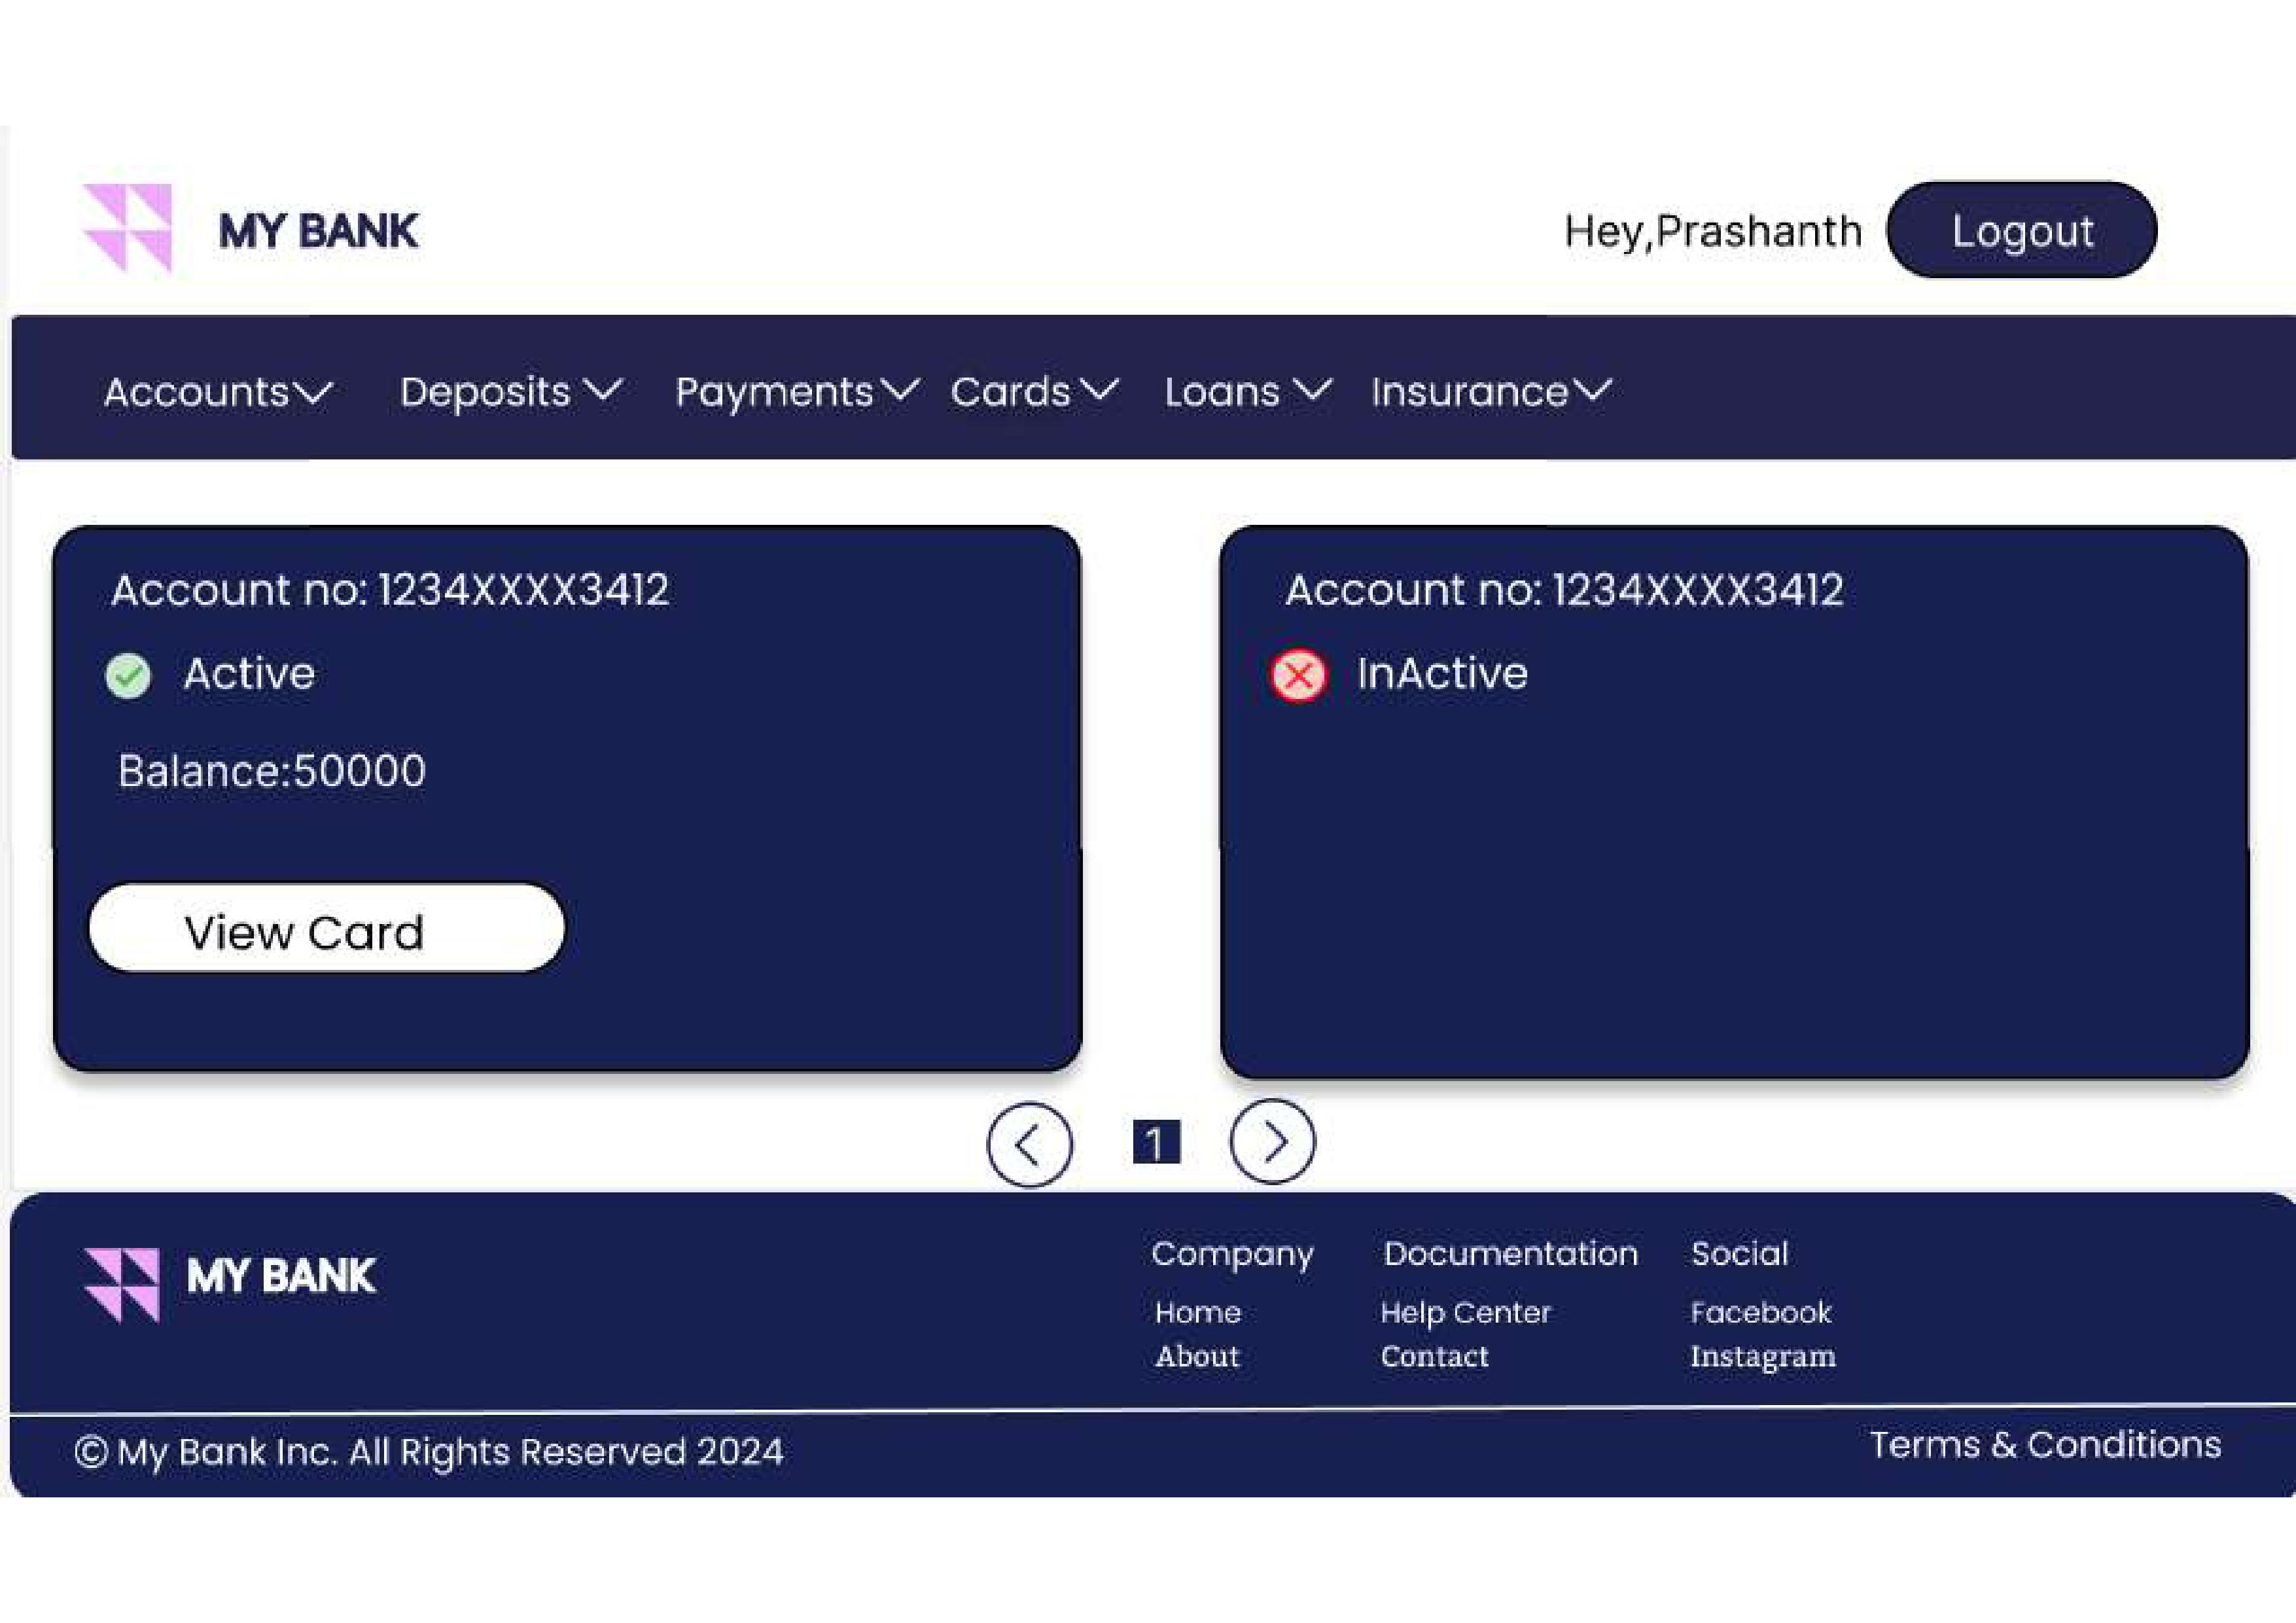 MY BANK
Hey,Prashanth
Logout
Accounts
Deposits
Payments
Cards
Loans
Insurance
Account no: 1234XXXX3412
Active
Balance:50000
View Card
Account no: 1234XXXX3412
InActive
1
MY BANK
Company
Home
About
Documentation
Help Center
Contact
Social
Facebook
Instagram
© My Bank Inc. All Rights Reserved 2024
Terms & Conditions